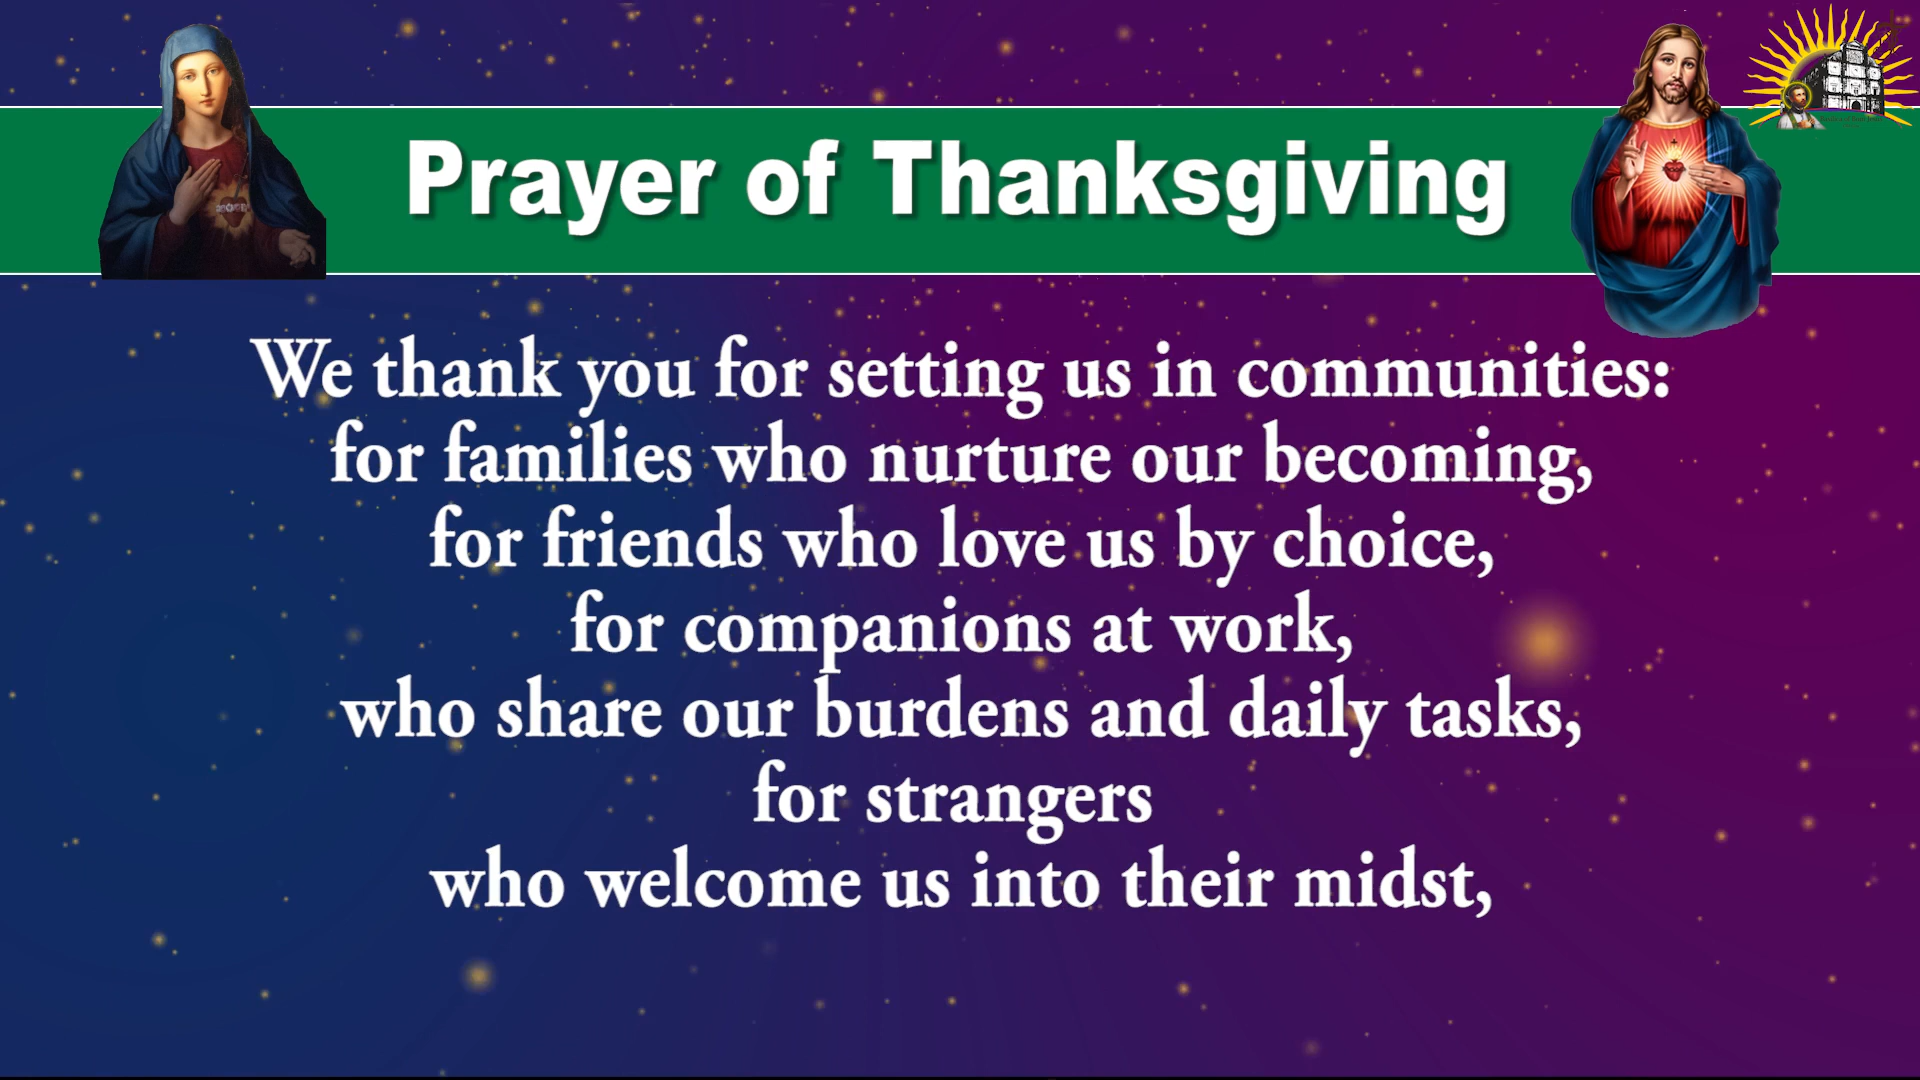 Prayer of Thanksgiving
We thank you for setting us in communities:
for families who nurture our becoming,
for friends who love us by choice,
for companions at work,
who share our burdens and daily tasks,
for strangers
who welcome us into their midst,